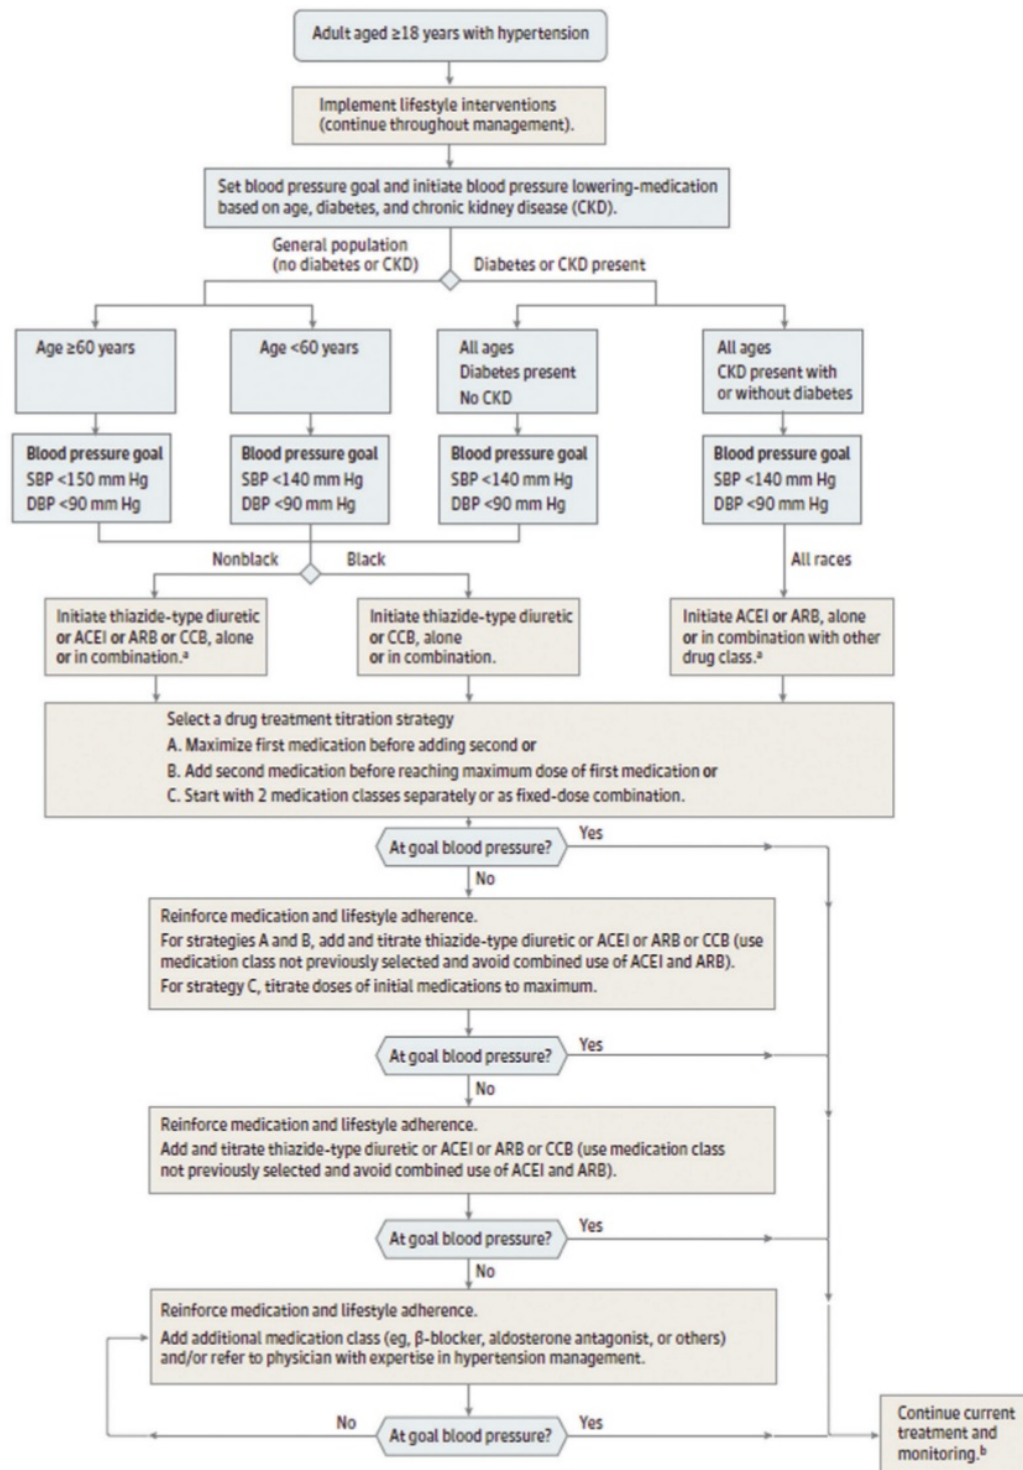 Adult aged ≥18 years with hypertension
Implement lifestyle interventions
(continue throughout management).
Set blood pressure goal and initiate blood pressure lowering-medication
based on age, diabetes, and chronic kidney disease (CKD).
General population
(no diabetes or CKD)
Diabetes or CKD present
Age ≥60 years
Age <60 years
All ages
Diabetes present
No CKD
All ages
CKD present with
or without diabetes
Blood pressure goal
SBP <150 mm Hg
DBP <90 mm Hg
Blood pressure goal
SBP <140 mm Hg
DBP <90 mm Hg
Blood pressure goal
SBP <140 mm Hg
DBP <90 mm Hg
Blood pressure goal
SBP <140 mm Hg
DBP <90 mm Hg
Nonblack
Black
All races
Initiate thiazide-type diuretic
or ACEI or ARB or CCB, alone
or in combination.ᵃ
Initiate thiazide-type diuretic
or CCB, alone
or in combination.
Initiate ACEI or ARB, alone
or in combination with other
drug class.ᵃ
Select a drug treatment titration strategy
A. Maximize first medication before adding second or
B. Add second medication before reaching maximum dose of first medication or
C. Start with 2 medication classes separately or as fixed-dose combination.
At goal blood pressure?
Yes
No
Reinforce medication and lifestyle adherence.
For strategies A and B, add and titrate thiazide-type diuretic or ACEI or ARB or CCB (use
medication class not previously selected and avoid combined use of ACEI and ARB).
For strategy C, titrate doses of initial medications to maximum.
At goal blood pressure?
Yes
No
Reinforce medication and lifestyle adherence.
Add and titrate thiazide-type diuretic or ACEI or ARB or CCB (use medication class
not previously selected and avoid combined use of ACEI and ARB).
At goal blood pressure?
Yes
No
Reinforce medication and lifestyle adherence.
Add additional medication class (eg, β-blocker, aldosterone antagonist, or others)
and/or refer to physician with expertise in hypertension management.
No
At goal blood pressure?
Yes
Continue current
treatment and
monitoring.ᵇ